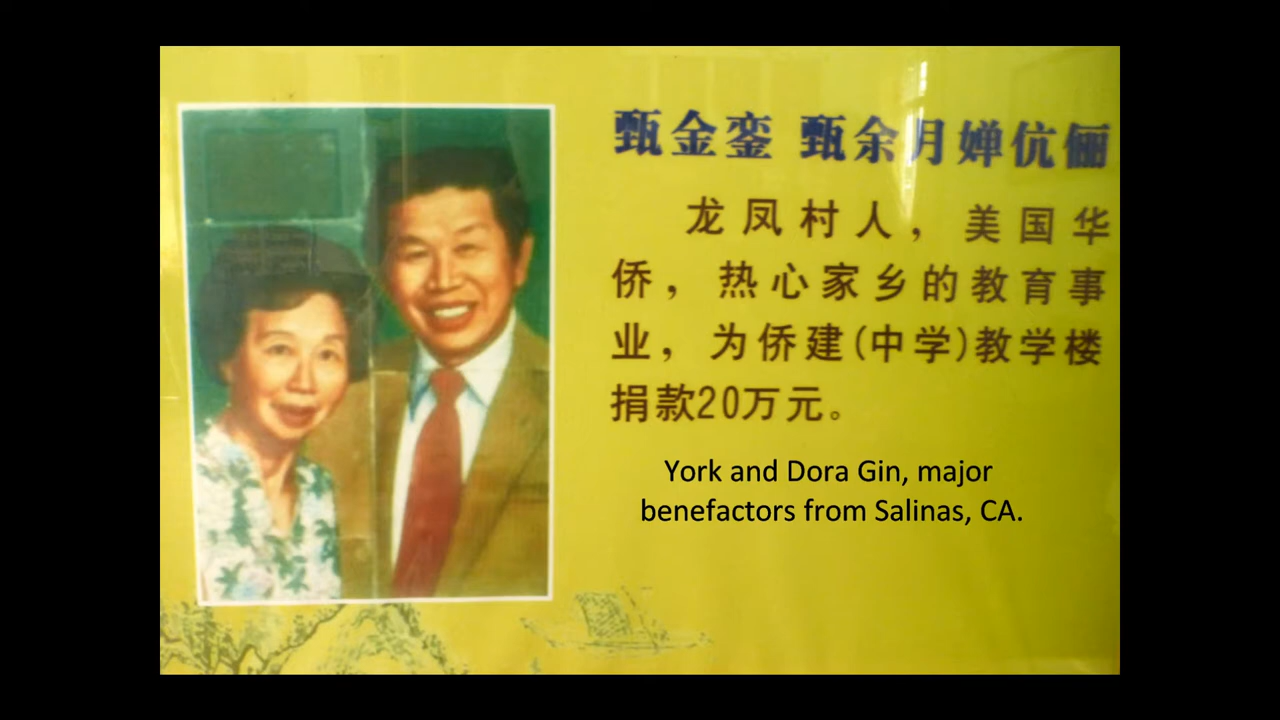 甄金銮 甄余月婵伉俪
龙凤村人，美国华
侨，热心家乡的教育事
业，为侨建(中学)教学楼
捐款20万元。
York and Dora Gin, major
benefactors from Salinas, CA.